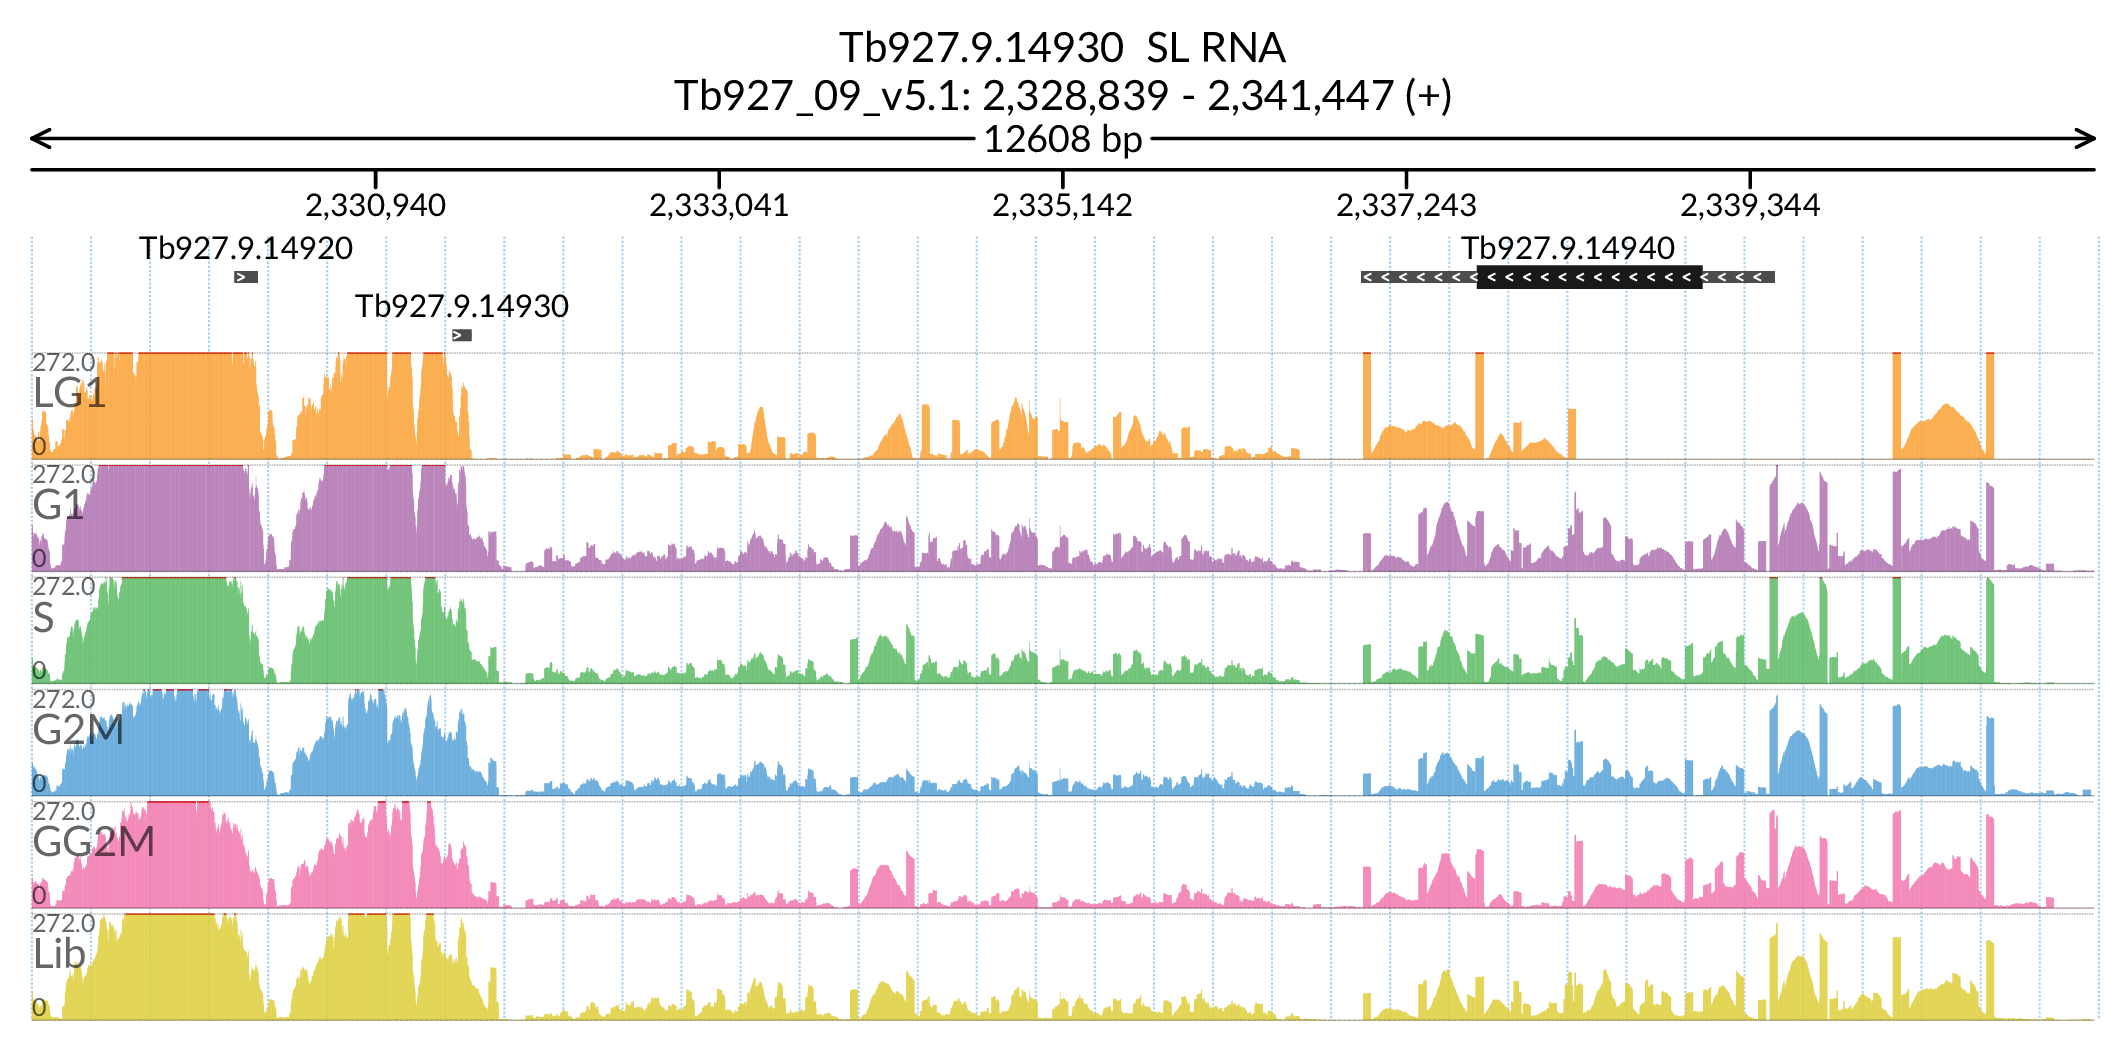 Tb927.9.14930 SL RNA
Tb927_09_v5.1: 2,328,839 - 2,341,447 (+)
12608 bp
2,330,940 2,333,041 2,335,142 2,337,243 2,339,344
Tb927.9.14920 Tb927.9.14940
Tb927.9.14930
272.0
LG1
0
272.0
G1
0
272.0
S
0
272.0
G2M
0
272.0
GG2M
0
272.0
Lib
0